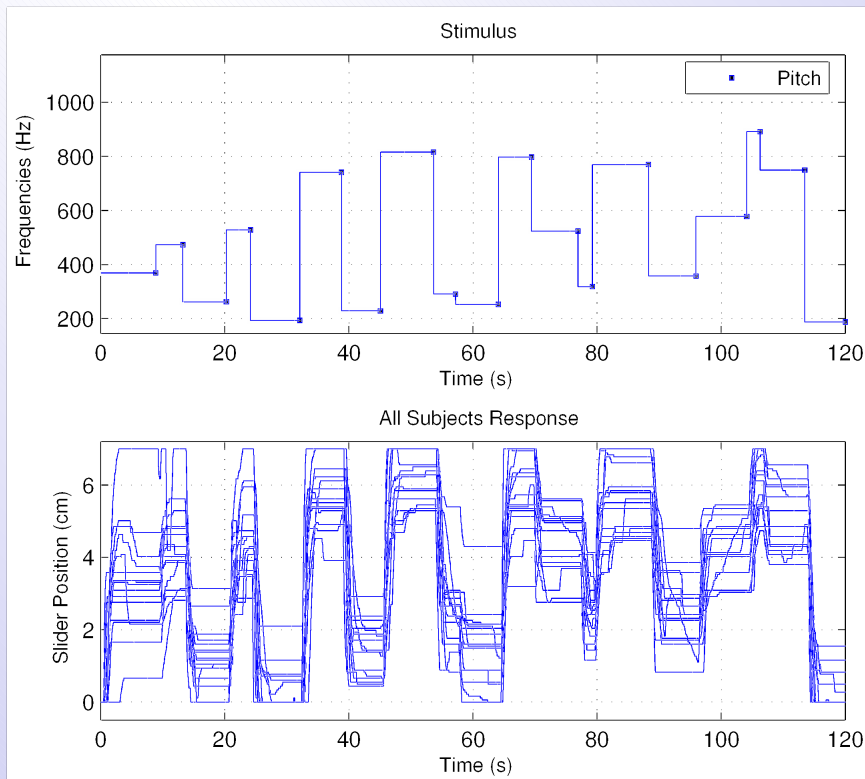 Stimulus
Pitch
Frequencies (Hz)
1000
800
600
400
200
0 20 40 60 80 100 120
Time (s)
All Subjects Response
Slider Position (cm)
6
4
2
0
0 20 40 60 80 100 120
Time (s)